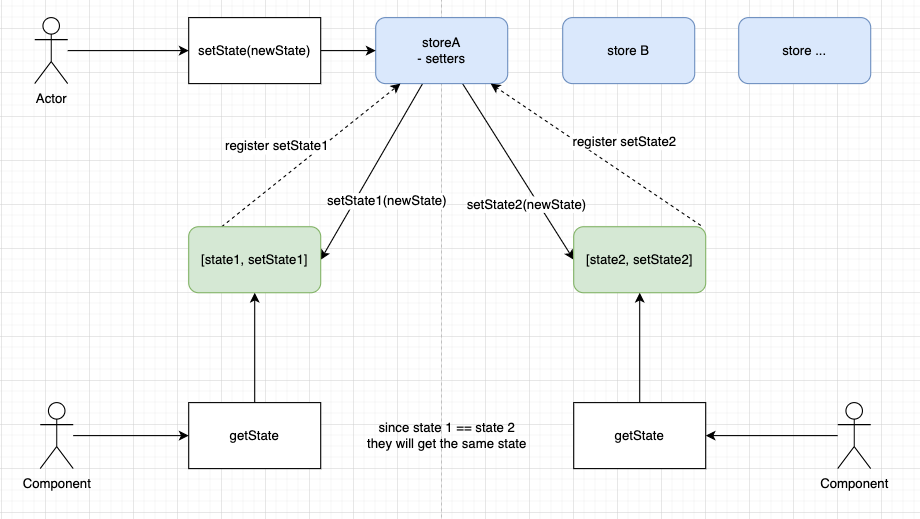 setState(newState)
storeA
- setters
store B
store ...
Actor
register setState1
register setState2
setState1(newState)
setState2(newState)
[state1, setState1]
[state2, setState2]
getState
since state 1 == state 2
they will get the same state
getState
Component
Component